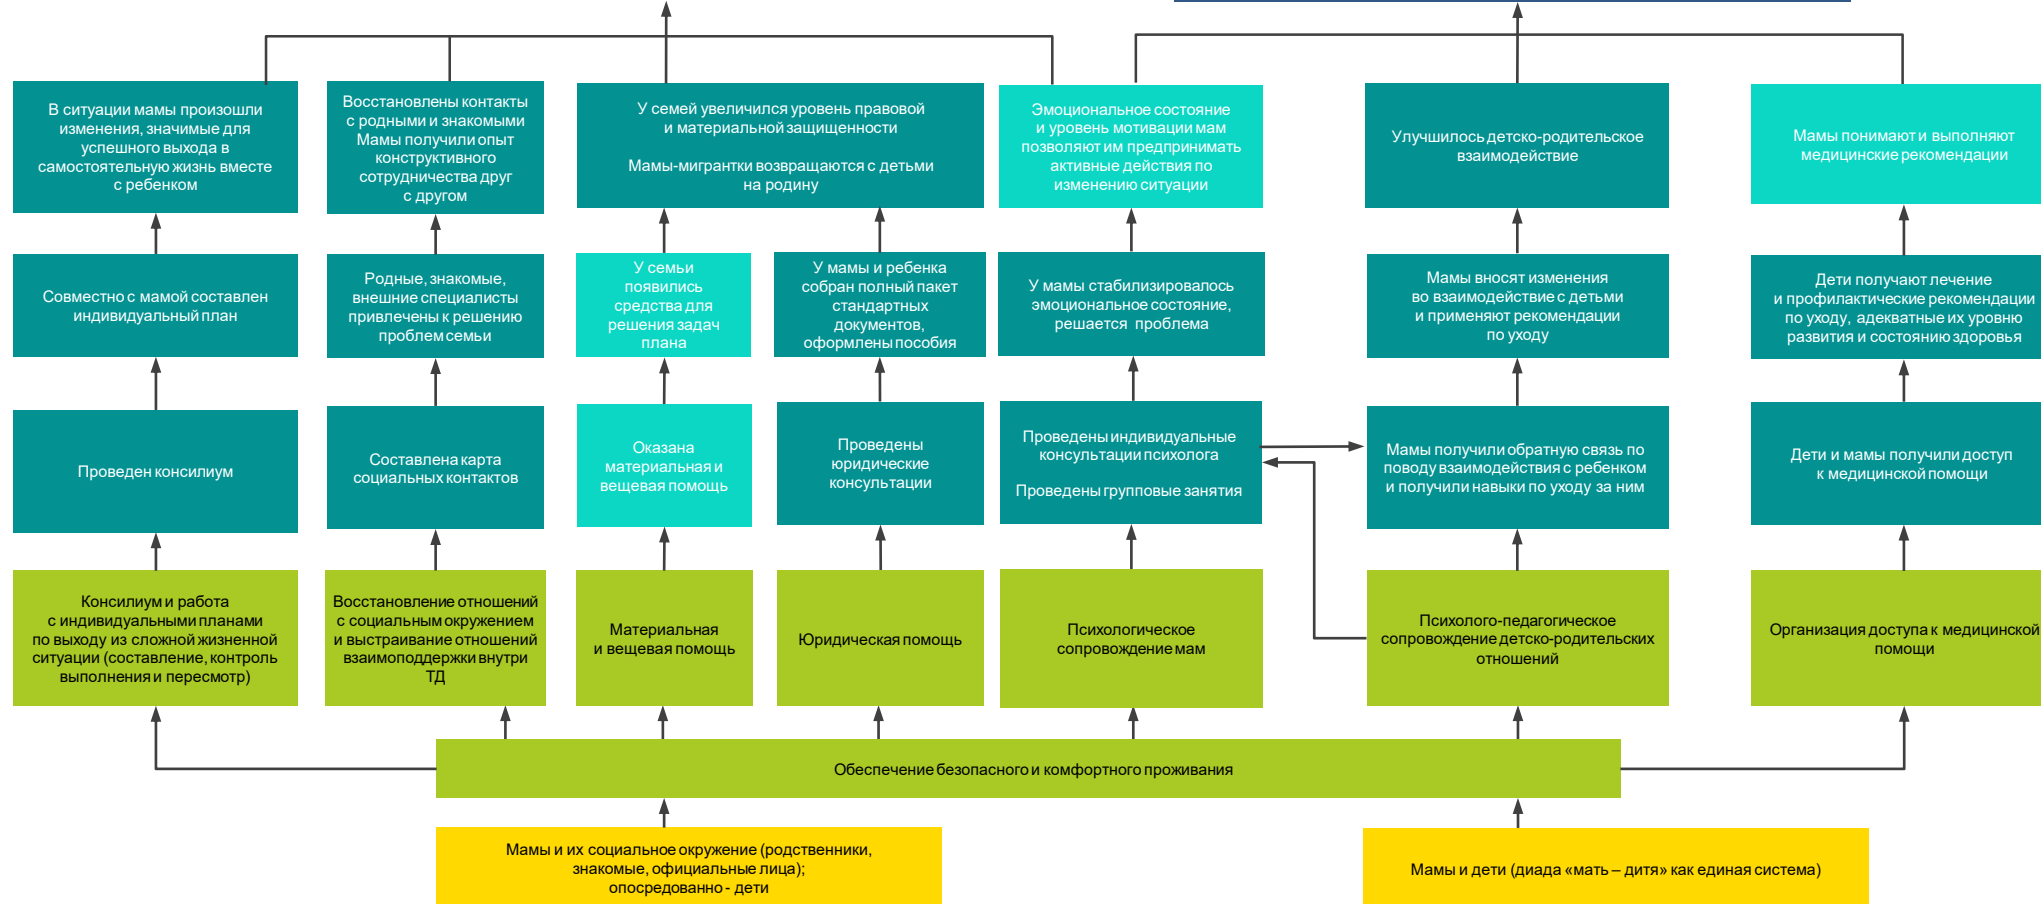 В ситуации мамы произошли
изменения, значимые для
успешного выхода в
самостоятельную жизнь вместе
с ребенком
Восстановлены контакты
с родными и знакомыми
Мамы получили опыт
конструктивного
сотрудничества друг
с другом
У семей увеличился уровень правовой
и материальной защищенности
Мамы-мигрантки возвращаются с детьми
на родину
Эмоциональное состояние
и уровень мотивации мам
позволяют им предпринимать
активные действия по
изменению ситуации
Улучшилось детско-родительское
взаимодействие
Мамы понимают и выполняют
медицинские рекомендации
Совместно с мамой составлен
индивидуальный план
Родные, знакомые,
внешние специалисты
привлечены к решению
проблем семьи
У семьи
появились
средства для
решения задач
плана
У мамы и ребенка
собран полный пакет
стандартных
документов,
оформлены пособия
У мамы стабилизировалось
эмоциональное состояние,
решается проблема
Мамы вносят изменения
во взаимодействие с детьми
и применяют рекомендации
по уходу
Дети получают лечение
и профилактические рекомендации
по уходу, адекватные их уровню
развития и состоянию здоровья
Проведен консилиум
Составлена карта
социальных контактов
Оказана
материальная и
вещевая помощь
Проведены
юридические
консультации
Проведены индивидуальные
консультации психолога
Проведены групповые занятия
Мамы получили обратную связь по
поводу взаимодействия с ребенком
и получили навыки по уходу за ним
Дети и мамы получили доступ
к медицинской помощи
Консилиум и работа
с индивидуальными планами
по выходу из сложной жизненной
ситуации (составление, контроль
выполнения и пересмотр)
Восстановление отношений
с социальным окружением
и выстраивание отношений
взаимоподдержки внутри
ТД
Материальная
и вещевая помощь
Юридическая помощь
Психологическое
сопровождение мам
Психолого-педагогическое
сопровождение детско-родительских
отношений
Организация доступа к медицинской
помощи
Обеспечение безопасного и комфортного проживания
Мамы и их социальное окружение (родственники,
знакомые, официальные лица);
опосредованно - дети
Мамы и дети (диада «мать – дитя» как единая система)